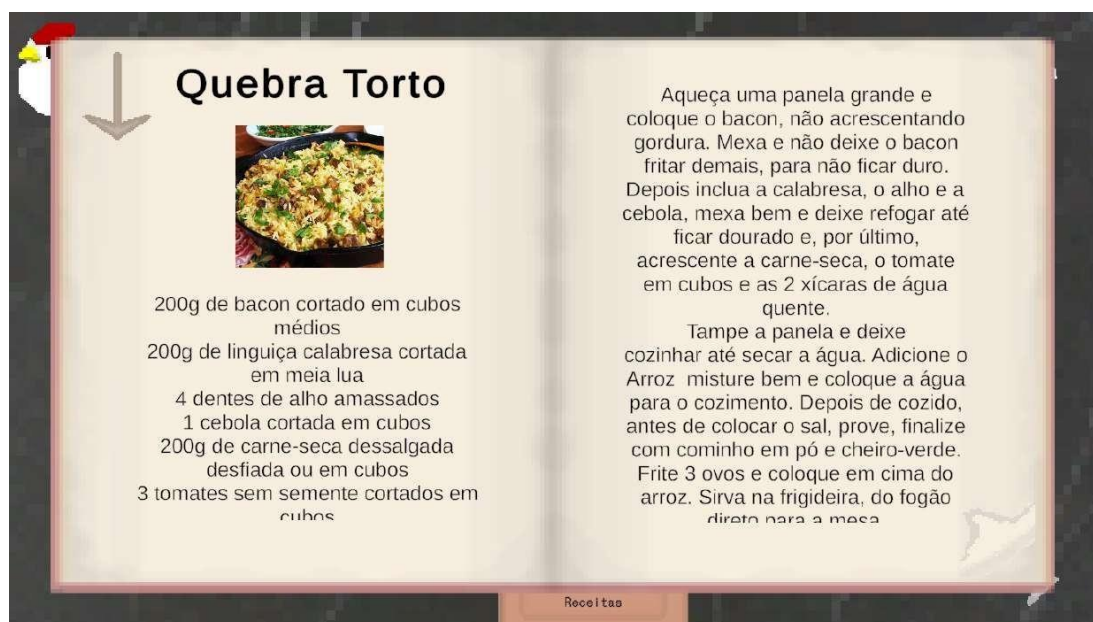 Quebra Torto
200g de bacon cortado em cubos
médios
200g de linguiça calabresa cortada
em meia lua
4 dentes de alho amassados
1 cebola cortada em cubos
200g de carne-seca dessalgada
desfiada ou em cubos
3 tomates sem semente cortados em
cubos
Aqueça uma panela grande e
coloque o bacon, não acrescentando
gordura. Mexa e não deixe o bacon
fritar demais, para não ficar duro.
Depois inclua a calabresa, o alho e a
cebola, mexa bem e deixe refogar até
ficar dourado e, por último,
acrescente a carne-seca, o tomate
em cubos e as 2 xícaras de água
quente.
Tampe a panela e deixe
cozinhar até secar a água. Adicione o
Arroz misture bem e coloque a água
para o cozimento. Depois de cozido,
antes de colocar o sal, prove, finalize
com cominho em pó e cheiro-verde.
Frite 3 ovos e coloque em cima do
arroz. Sirva na frigideira, do fogão
direto para a mesa
Receitas